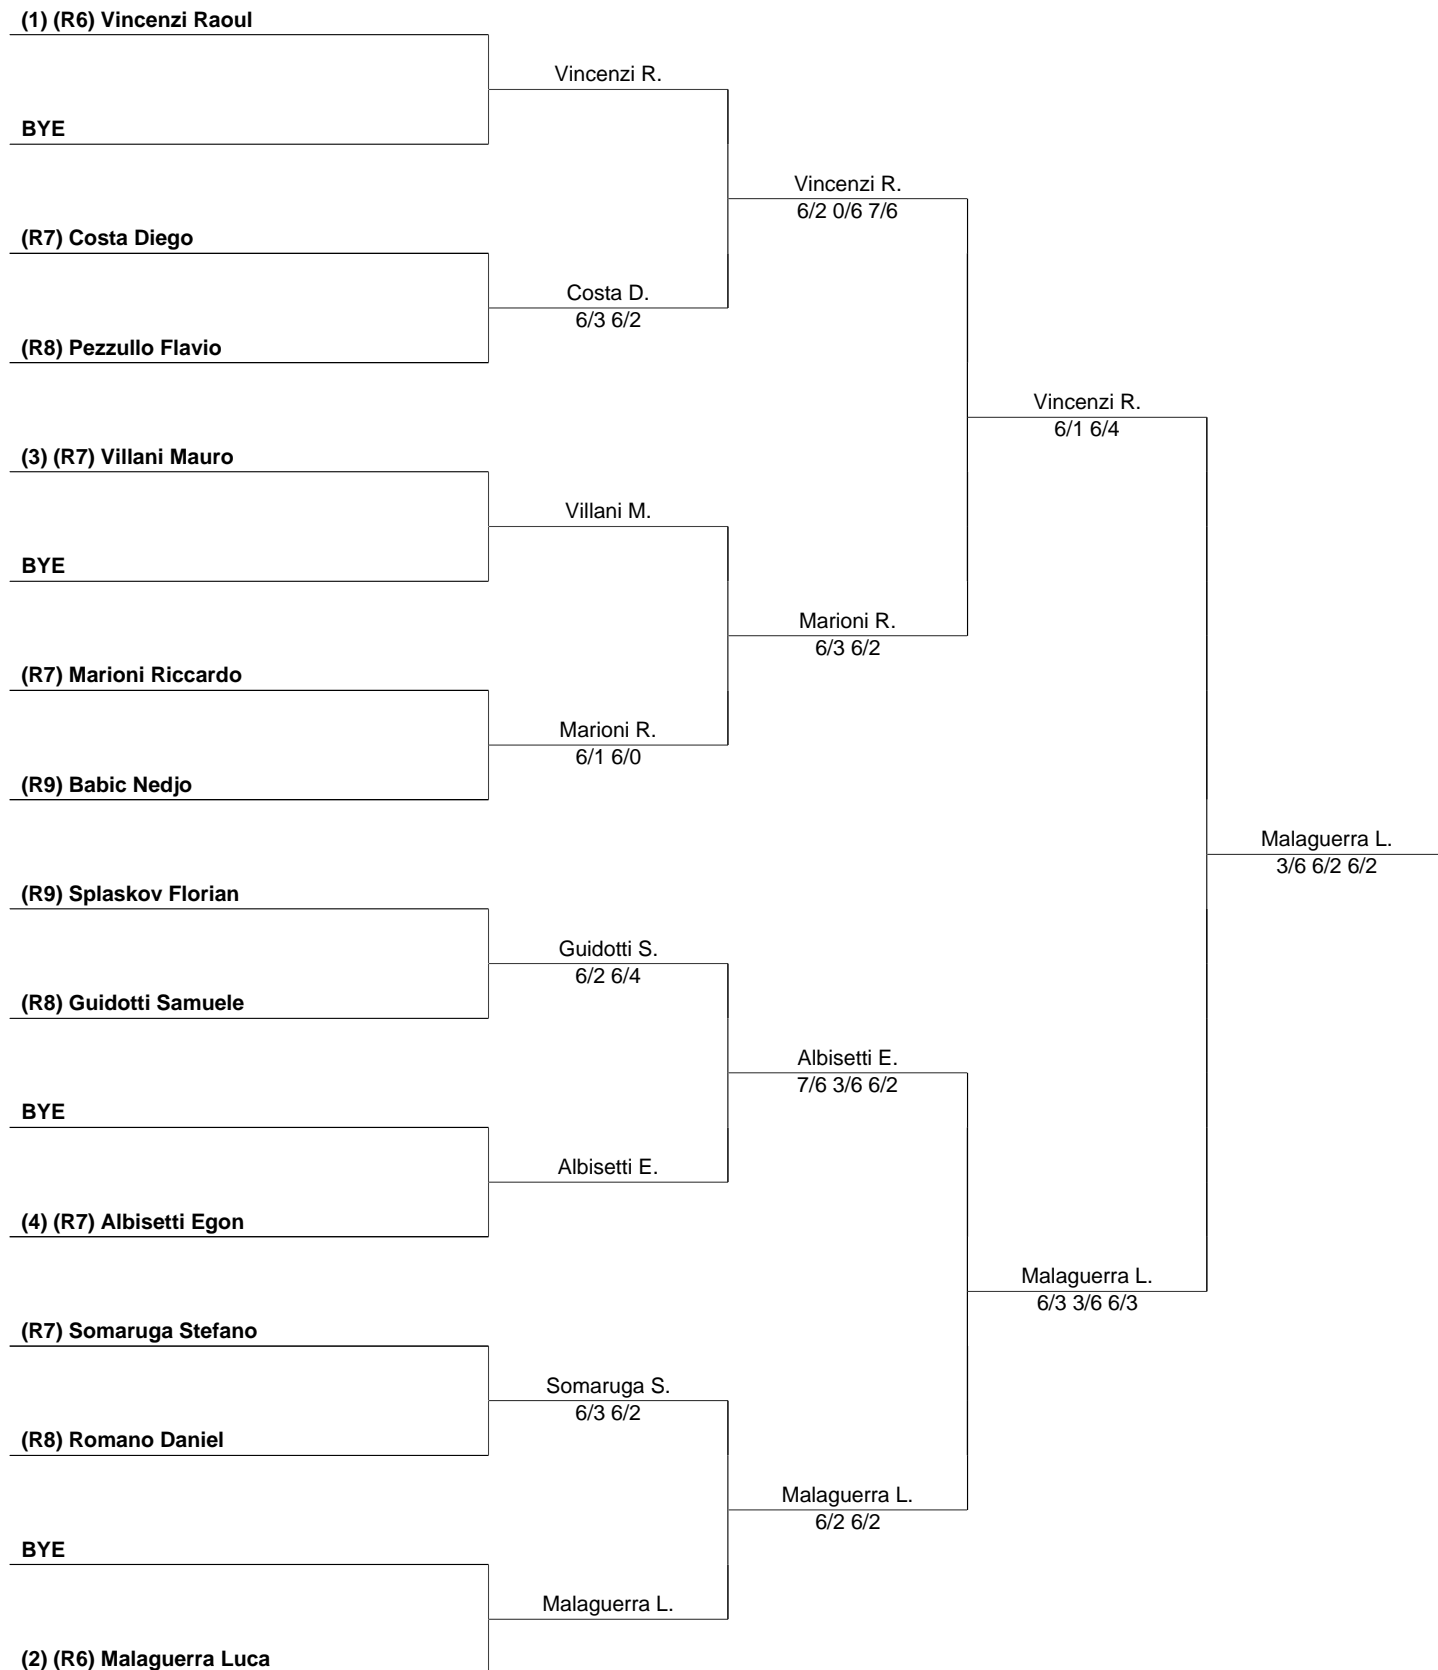 (1) (R6) Vincenzi Raoul
Vincenzi R.
BYE
Vincenzi R.
6/2 0/6 7/6
(R7) Costa Diego
Costa D.
6/3 6/2
(R8) Pezzullo Flavio
Vincenzi R.
6/1 6/4
(3) (R7) Villani Mauro
Villani M.
BYE
Marioni R.
6/3 6/2
(R7) Marioni Riccardo
Marioni R.
6/1 6/0
(R9) Babic Nedjo
Malaguerra L.
3/6 6/2 6/2
(R9) Splaskov Florian
Guidotti S.
6/2 6/4
(R8) Guidotti Samuele
Albisetti E.
7/6 3/6 6/2
BYE
Albisetti E.
(4) (R7) Albisetti Egon
Malaguerra L.
6/3 3/6 6/3
(R7) Somaruga Stefano
Somaruga S.
6/3 6/2
(R8) Romano Daniel
Malaguerra L.
6/2 6/2
BYE
Malaguerra L.
(2) (R6) Malaguerra Luca